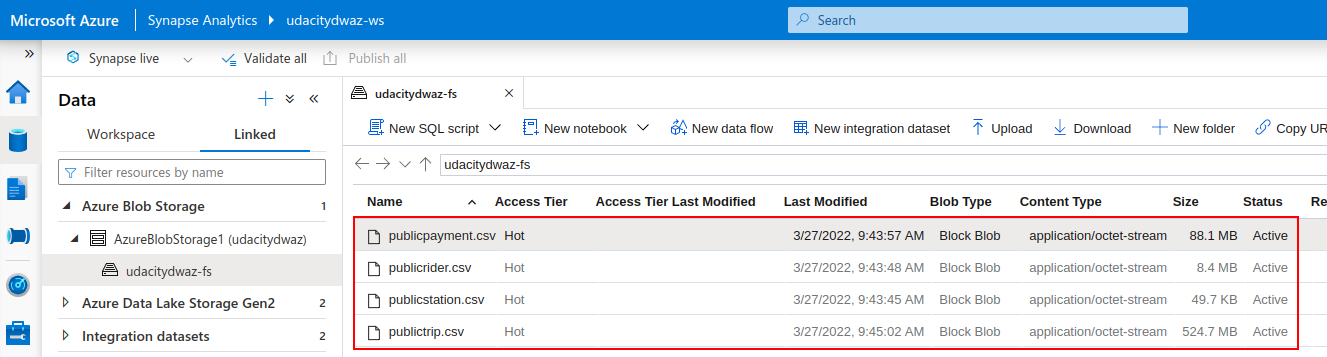 Microsoft Azure Synapse Analytics udacitydwaz-ws Search
» Synapse live Validate all Publish all
Data «
Workspace Linked
Filter resources by name
Azure Blob Storage 1
AzureBlobStorage1 (udacitydwaz)
udacitydwaz-fs
Azure Data Lake Storage Gen2 2
Integration datasets 2
udacitydwaz-fs
New SQL script New notebook New data flow New integration dataset Upload Download New folder Copy UR
udacitydwaz-fs
Name Access Tier Access Tier Last Modified Last Modified Blob Type Content Type Size Status Re
publicpayment.csv Hot 3/27/2022, 9:43:57 AM Block Blob application/octet-stream 88.1 MB Active
publicrider.csv Hot 3/27/2022, 9:43:48 AM Block Blob application/octet-stream 8.4 MB Active
publicstation.csv Hot 3/27/2022, 9:43:45 AM Block Blob application/octet-stream 49.7 KB Active
publictrip.csv Hot 3/27/2022, 9:45:02 AM Block Blob application/octet-stream 524.7 MB Active